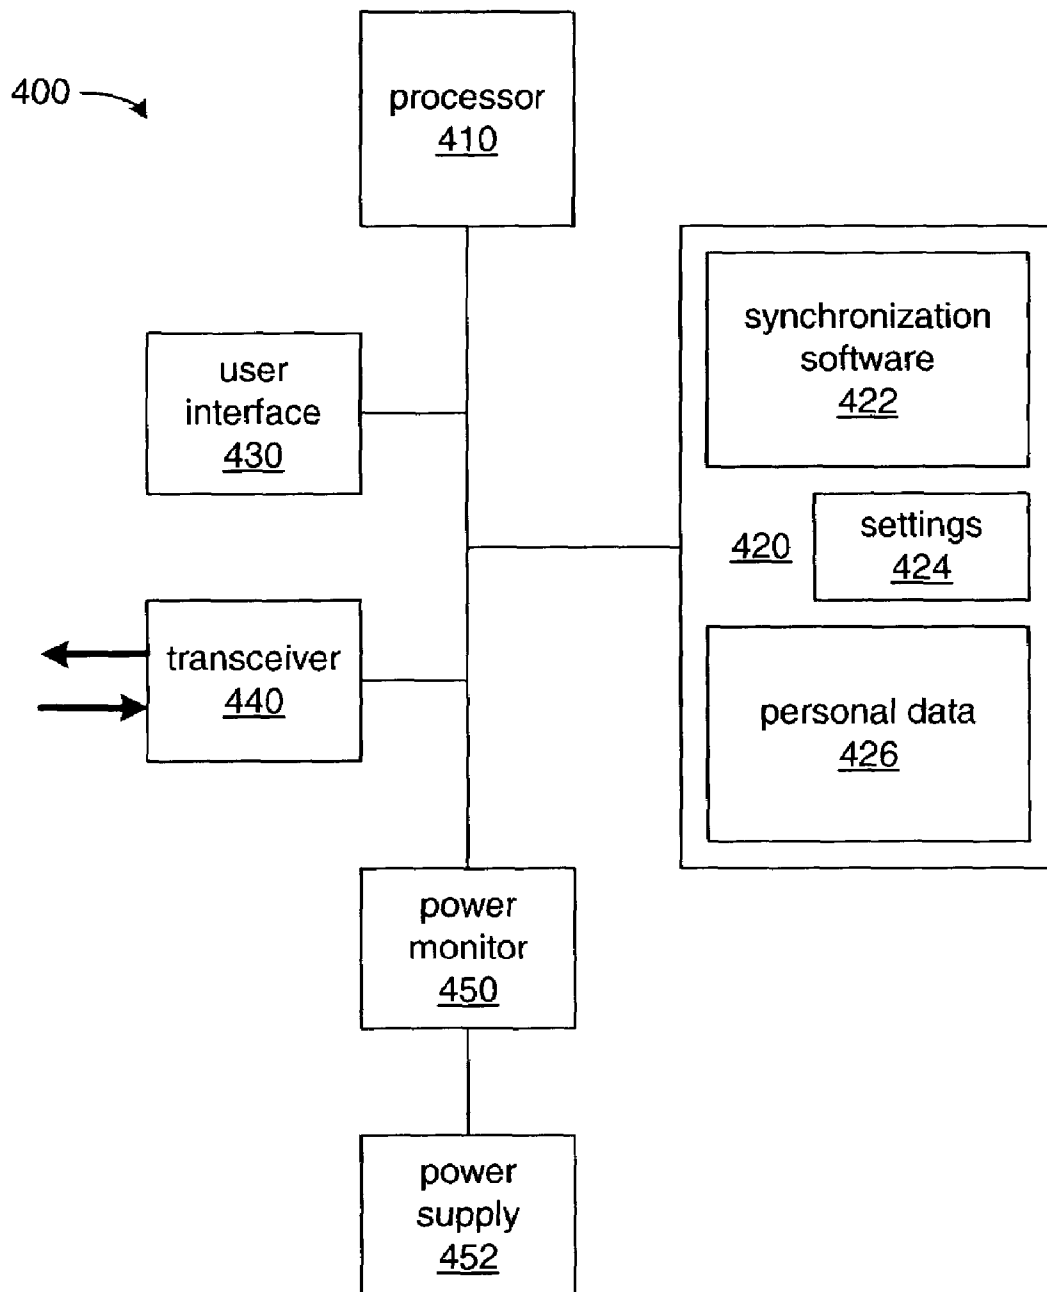 400
processor
410
user
interface
430
synchronization
software
422
420
settings
424
transceiver
440
personal data
426
power
monitor
450
power
supply
452